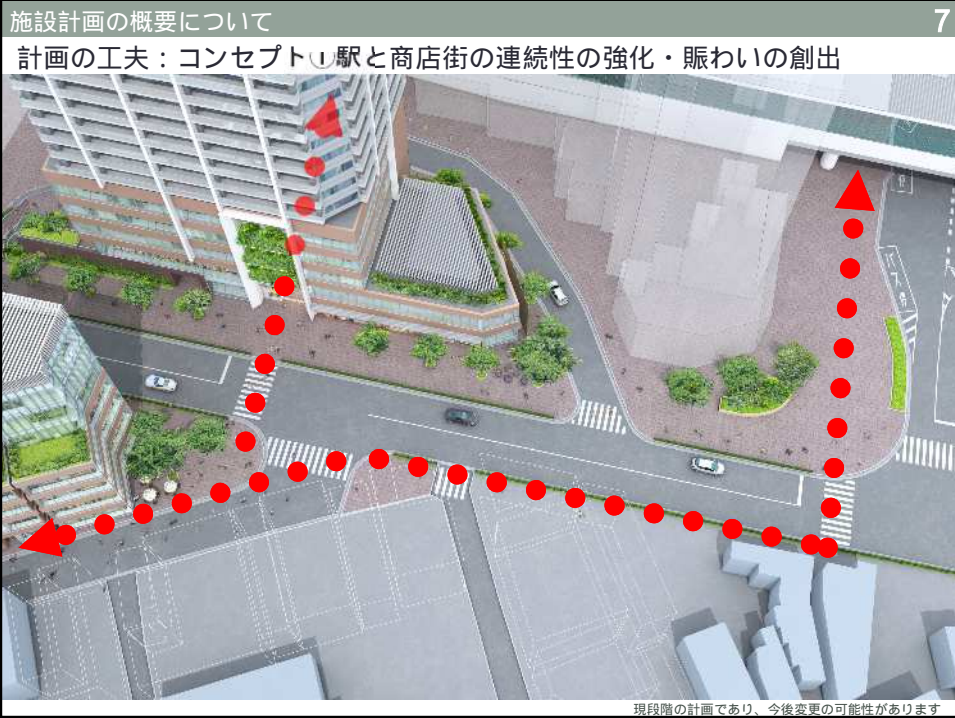 施設計画の概要について
7
計画の工夫：コンセプト①駅と商店街の連続性の強化・賑わいの創出
現段階の計画であり、今後変更の可能性があります